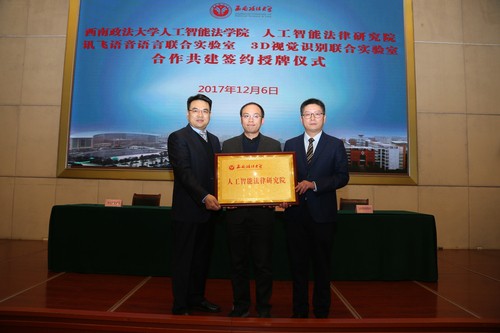 西南政法大学
西南政法大学人工智能法学院 人工智能法律研究院
讯飞语音语言联合实验室 3D视觉识别联合实验室
合作共建签约授牌仪式
2017年12月6
西南政法大学
人工智能法律研究院